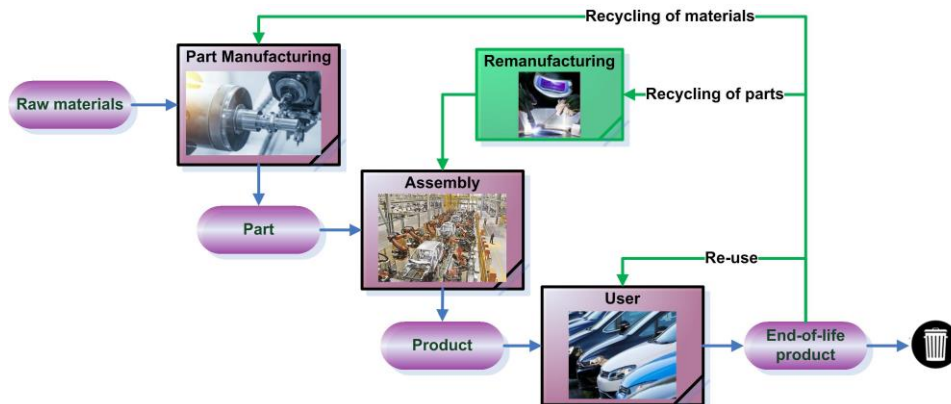 Recycling of materials
Part Manufacturing
Remanufacturing
Raw materials
Recycling of parts
Assembly
Part
Re-use
User
Product
End-of-life
product